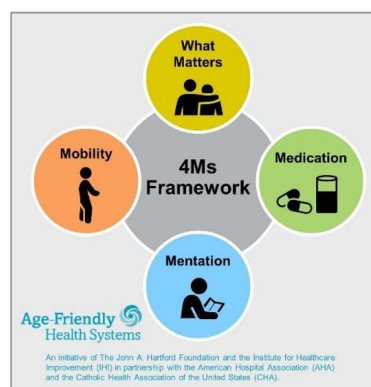 What
Matters
Mobility
4Ms
Framework
Medication
Mentation
Age-Friendly
Health Systems
An initiative of The John A. Hartford Foundation and the Institute for Healthcare
Improvement (IHI) in partnership with the American Hospital Association (AHA)
and the Catholic Health Association of the United States (CHA).